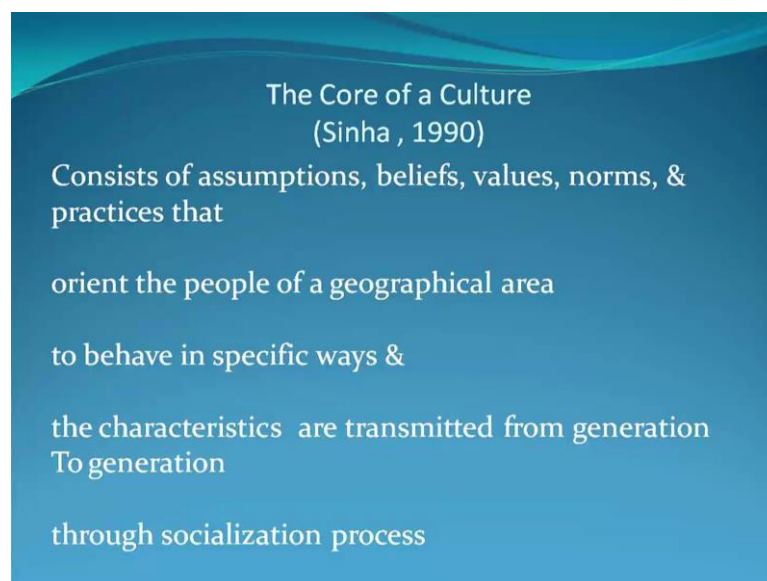 The Core of a Culture
(Sinha , 1990)
Consists of assumptions, beliefs, values, norms, &
practices that
orient the people of a geographical area
to behave in specific ways &
the characteristics  are transmitted from generation
To generation
through socialization process